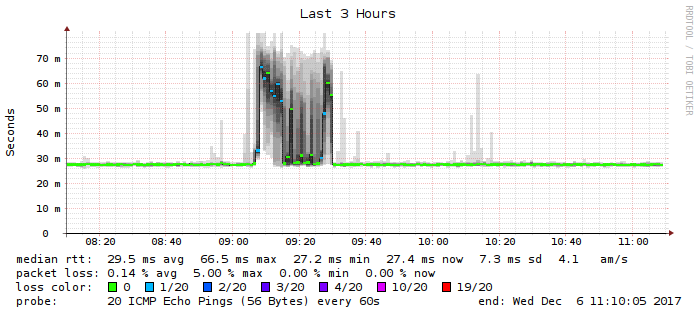 Last 3 Hours
RRDTOOL / TOBI OETIKER
Seconds
70 m
60 m
50 m
40 m
30 m
20 m
10 m
0
08:20 08:40 09:00 09:20 09:40 10:00 10:20 10:40 11:00
median rtt: 29.5 ms avg 66.5 ms max 27.2 ms min 27.4 ms now 7.3 ms sd 4.1 am/s
packet loss: 0.14 % avg 5.00 % max 0.00 % min 0.00 % now
loss color: 0 1/20 2/20 3/20 4/20 10/20 19/20
probe: 20 ICMP Echo Pings (56 Bytes) every 60s end: Wed Dec 6 11:10:05 2017